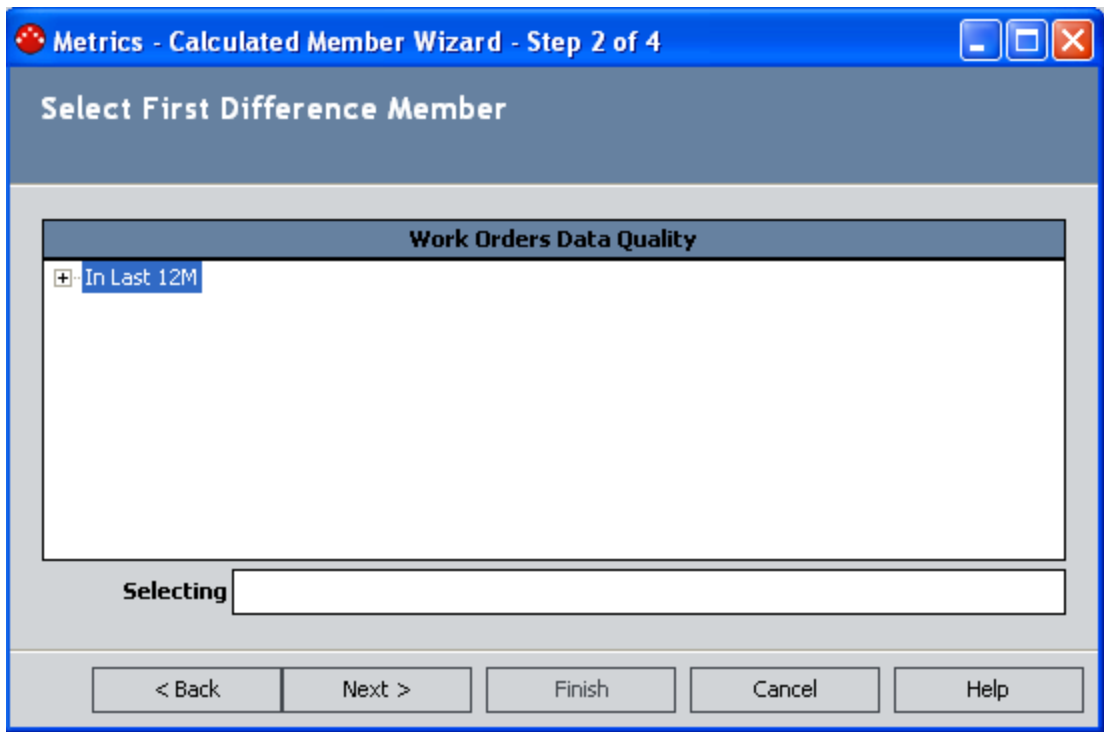 Metrics - Calculated Member Wizard - Step 2 of 4
Select First Difference Member
Work Orders Data Quality
In Last 12M
Selecting
< Back Next > Finish Cancel Help